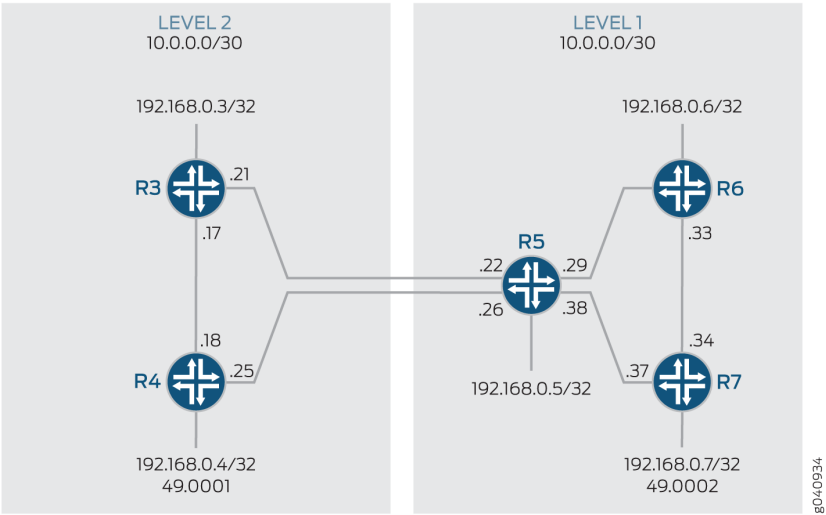 LEVEL 2
10.0.0.0/30
192.168.0.3/32
R3
.21
.17
.18
R4
.25
192.168.0.4/32
49.0001
LEVEL 1
10.0.0.0/30
192.168.0.6/32
R6
R5
.33
.22
.29
.26
.38
.34
.37
R7
192.168.0.5/32
192.168.0.7/32
49.0002
g040934